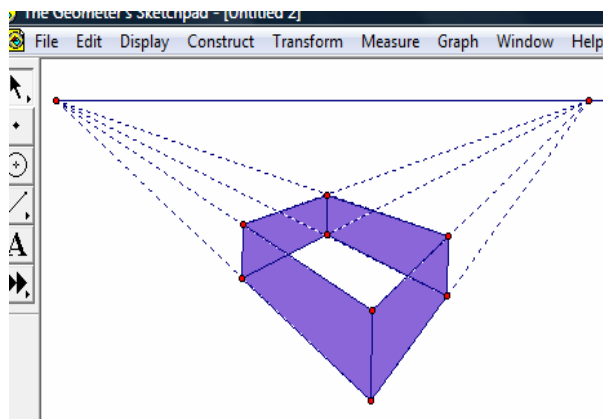 The Geometer's Sketchpad - [Untitled 2]
File Edit Display Construct Transform Measure Graph Window Help
A